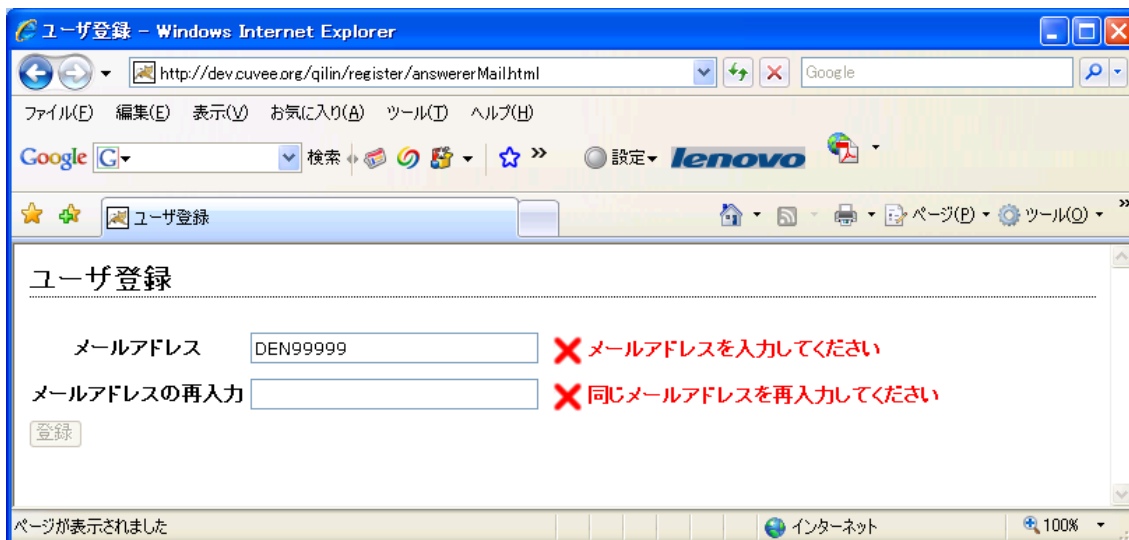 ユーザ登録 - Windows Internet Explorer
http://dev.cuvee.org/qilin/register/answererMail.html
Google
ファイル(F) 編集(E) 表示(V) お気に入り(A) ツール(T) ヘルプ(H)
Google G 検索 » 設定 lenovo
ユーザ登録 ページ(P) ツール(O) »
ユーザ登録
メールアドレス DEN99999 メールアドレスを入力してください
メールアドレスの再入力 同じメールアドレスを再入力してください
登録
ページが表示されました インターネット 100%